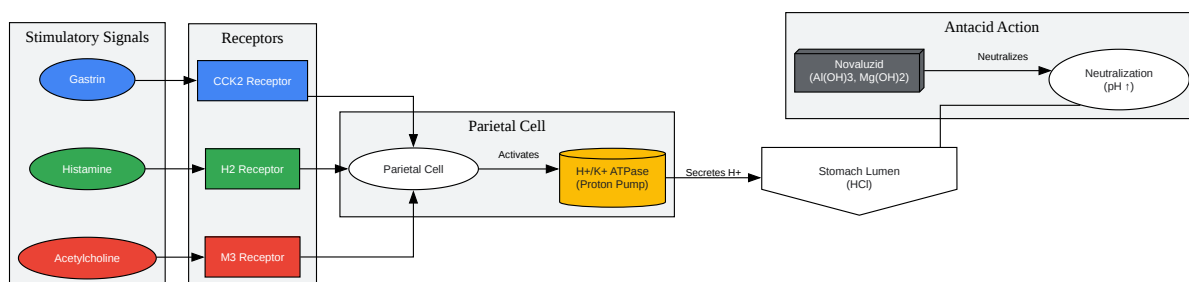 Stimulatory Signals
Receptors
Antacid Action
Gastrin
CCK2 Receptor
Novaluzid
(Al(OH)3, Mg(OH)2)
Neutralizes
Neutralization
(pH ↑)
Parietal Cell
Histamine
H2 Receptor
Parietal Cell
Activates
H+/K+ ATPase
(Proton Pump)
Secretes H+
Stomach Lumen
(HCl)
Acetylcholine
M3 Receptor